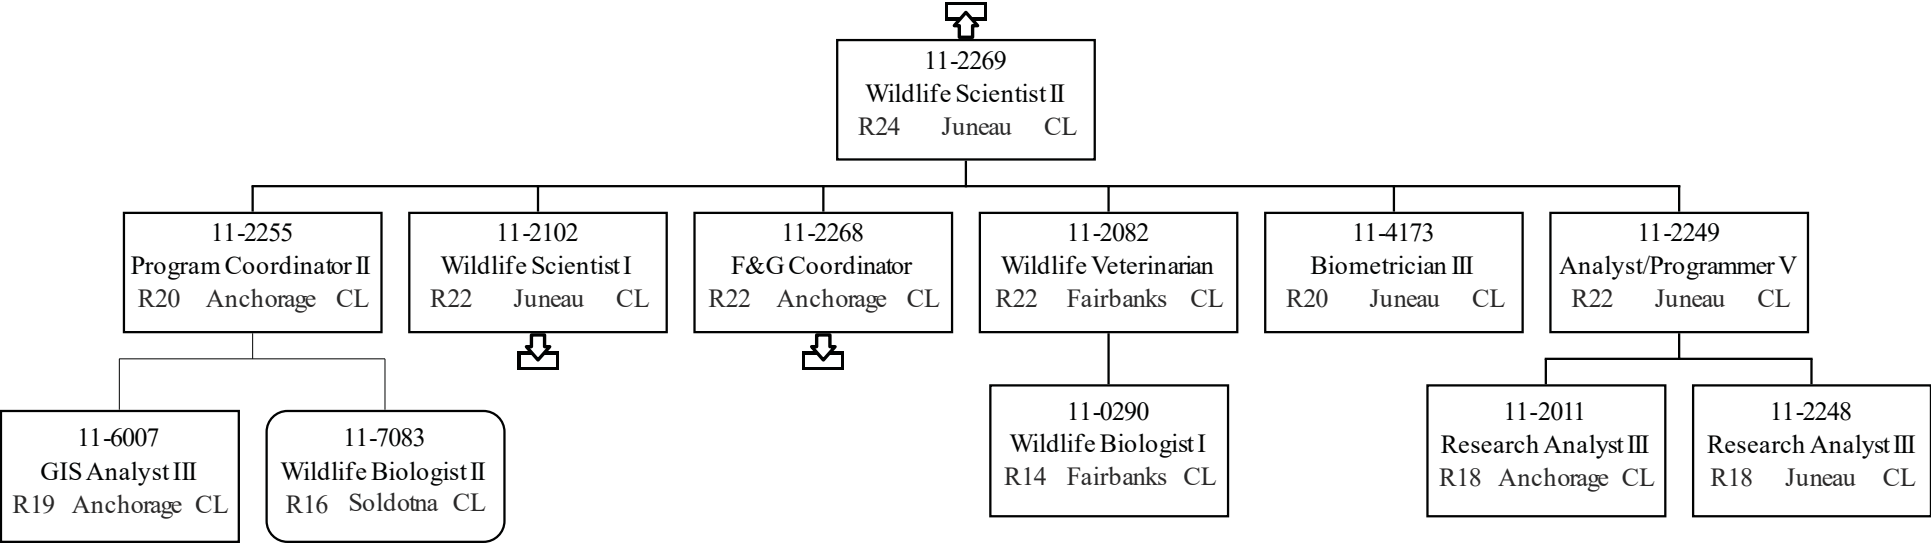 11-2269
Wildlife Scientist II
R24 Juneau CL
11-2255
Program Coordinator II
R20 Anchorage CL
11-2102
Wildlife Scientist I
R22 Juneau CL
11-2268
F&G Coordinator
R22 Anchorage CL
11-2082
Wildlife Veterinarian
R22 Fairbanks CL
11-4173
Biometrician III
R20 Juneau CL
11-2249
Analyst/Programmer V
R22 Juneau CL
11-6007
GIS Analyst III
R19 Anchorage CL
11-7083
Wildlife Biologist II
R16 Soldotna CL
11-0290
Wildlife Biologist I
R14 Fairbanks CL
11-2011
Research Analyst III
R18 Anchorage CL
11-2248
Research Analyst III
R18 Juneau CL